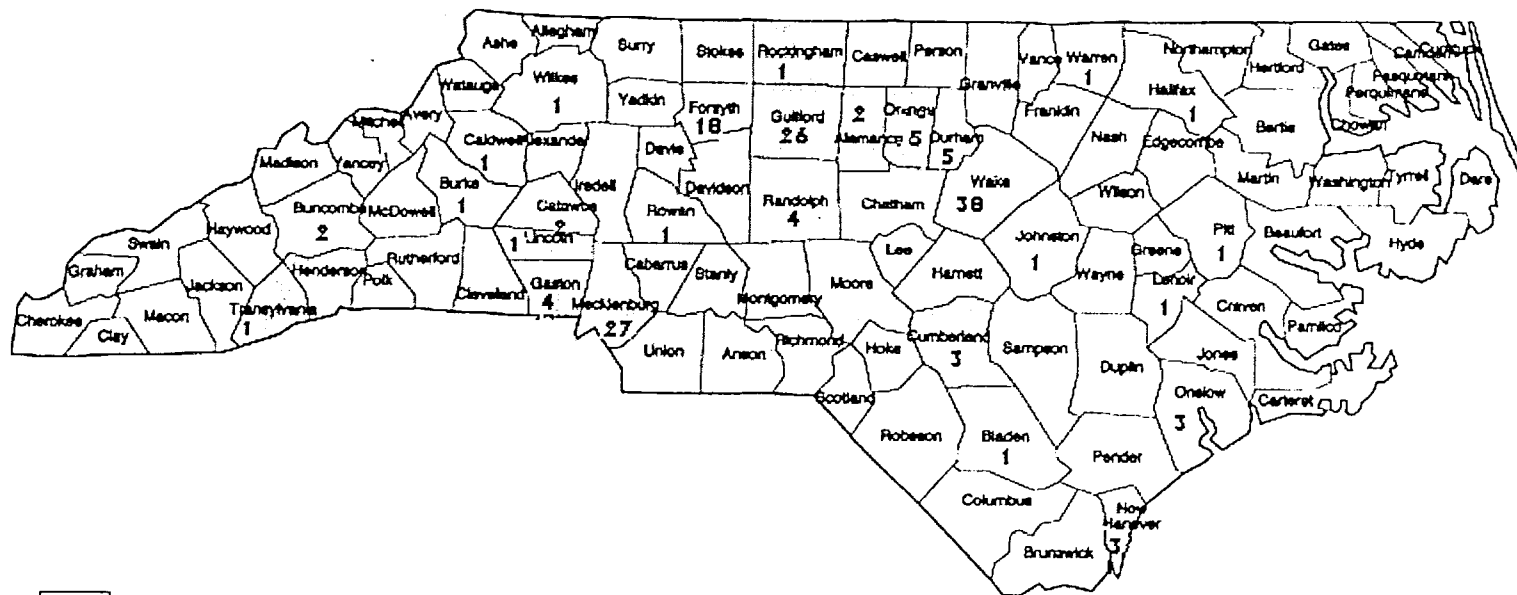 Ashe
Alleghany
Surry
Stokes
Rockingham
1
Caswell
Person
Granville
Vance
Warren
1
Northampton
Gates
Camden
Currituck
Pasquotank
Perquimans
Hertford
Chowan
Watauga
Wilkes
1
Yadkin
Forsyth
18
Guilford
26
2
Alamance
Orange
5
Durham
5
Franklin
Halifax
1
Bertie
Mitchel
Avery
Caldwell
1
Alexander
Davie
Iredell
Davidson
Nash
Edgecombe
Madison
Yancey
Burke
1
Catawba
2
Rowan
1
Randolph
4
Chatham
Wake
38
Wilson
Martin
Washington
Tyrrell
Dare
Buncombe
2
McDowell
Haywood
Swain
Graham
Jackson
Henderson
Polk
Rutherford
Cleveland
1
Lincoln
Gaston
4
Mecklenburg
27
Cabarrus
Stanly
Montgomery
Moore
Lee
Harnett
Johnston
1
Wayne
Greene
Pitt
1
Beaufort
Hyde
Lenoir
1
Craven
Pamlico
Cherokee
Clay
Macon
Transylvania
1
Union
Anson
Richmond
Hoke
Cumberland
3
Sampson
Duplin
Jones
Onslow
3
Carteret
Scotland
Robeson
Bladen
1
Pender
Columbus
New
Hanover
3
Brunswick